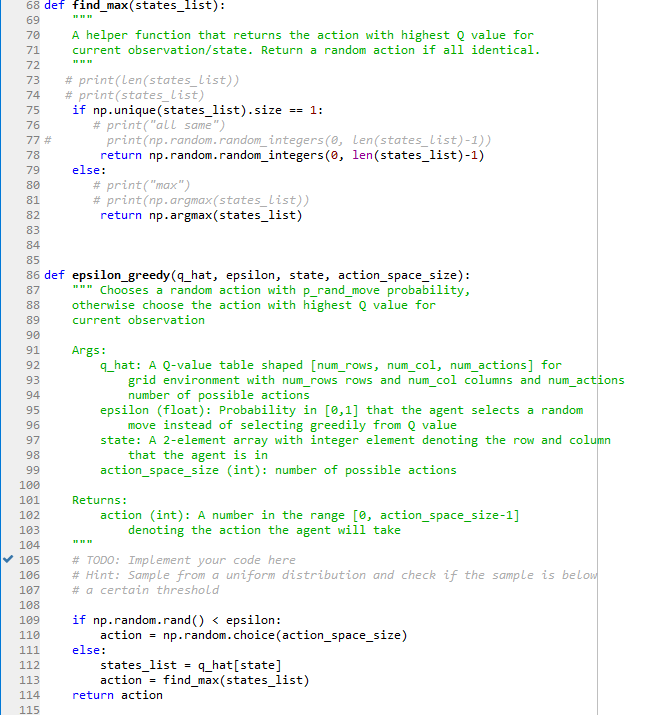 68 def find_max(states_list):
69     """
70     A helper function that returns the action with highest Q value for
71     current observation/state. Return a random action if all identical.
72     """
73    # print(len(states_list))
74    # print(states_list)
75     if np.unique(states_list).size == 1:
76         # print("all same")
77 #        print(np.random.random_integers(0, len(states_list)-1))
78         return np.random.random_integers(0, len(states_list)-1)
79     else:
80         # print("max")
81         # print(np.argmax(states_list))
82         return np.argmax(states_list)
83
84
85
86 def epsilon_greedy(q_hat, epsilon, state, action_space_size):
87     """ Chooses a random action with p_rand_move probability,
88     otherwise choose the action with highest Q value for
89     current observation
90
91     Args:
92         q_hat: A Q-value table shaped [num_rows, num_col, num_actions] for
93             grid environment with num_rows rows and num_col columns and num_actions
94             number of possible actions
95         epsilon (float): Probability in [0,1] that the agent selects a random
96             move instead of selecting greedily from Q value
97         state: A 2-element array with integer element denoting the row and column
98             that the agent is in
99         action_space_size (int): number of possible actions
100
101     Returns:
102         action (int): A number in the range [0, action_space_size-1]
103             denoting the action the agent will take
104     """
105     # TODO: Implement your code here
106     # Hint: Sample from a uniform distribution and check if the sample is below
107     # a certain threshold
108
109     if np.random.rand() < epsilon:
110         action = np.random.choice(action_space_size)
111     else:
112         states_list = q_hat[state]
113         action = find_max(states_list)
114     return action
115